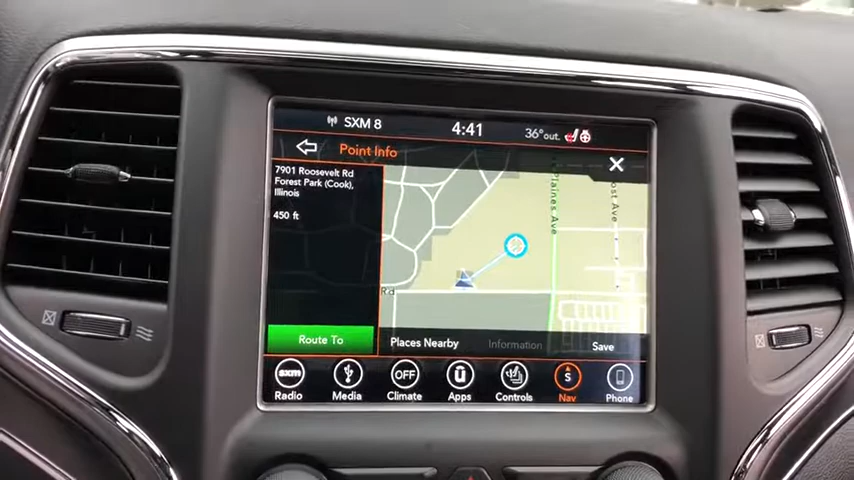 SXM 8
4:41
36°out
Point Info
7901 Roosevelt Rd
Forest Park (Cook),
Illinois
450 ft
Plaines Ave
ost Ave
Rd
Route To
Places Nearby
Information
Save
sxm
OFF
S
Radio
Media
Climate
Apps
Controls
Nav
Phone